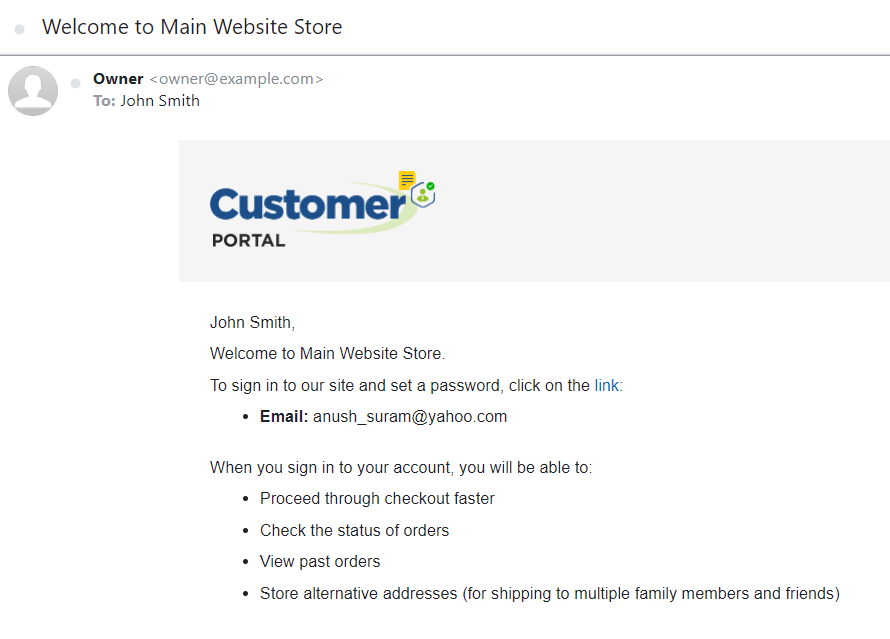 Welcome to Main Website Store
Owner <owner@example.com>
To: John Smith
Customer
PORTAL
John Smith,
Welcome to Main Website Store.
To sign in to our site and set a password, click on the link:
• Email: anush_suram@yahoo.com
When you sign in to your account, you will be able to:
• Proceed through checkout faster
• Check the status of orders
• View past orders
• Store alternative addresses (for shipping to multiple family members and friends)